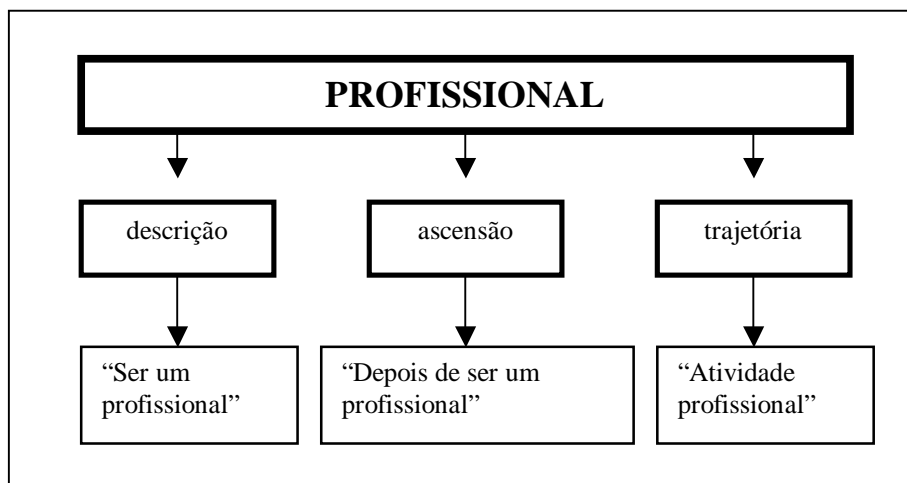 PROFISSIONAL
descrição
ascensão
trajetória
“Ser um
profissional”
“Depois de ser um
profissional”
“Atividade
profissional”